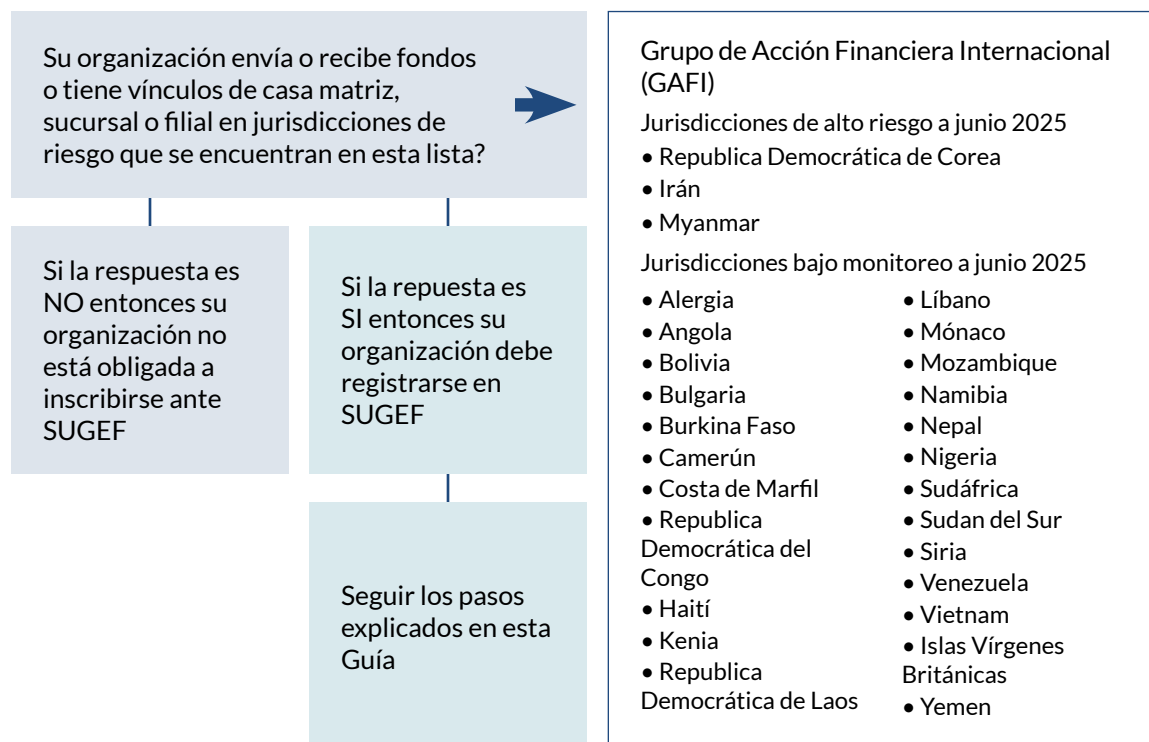 Su organización envía o recibe fondos
o tiene vínculos de casa matriz,
sucursal o filial en jurisdicciones de
riesgo que se encuentran en esta lista?
Si la respuesta es
NO entonces su
organización no
está obligada a
inscribirse ante
SUGEF
Si la repuesta es
SI entonces su
organización debe
registrarse en
SUGEF
Seguir los pasos
explicados en esta
Guía
Grupo de Acción Financiera Internacional
(GAFI)
Jurisdicciones de alto riesgo a junio 2025
• Republica Democrática de Corea
• Irán
• Myanmar
Jurisdicciones bajo monitoreo a junio 2025
• Alergia
• Angola
• Bolivia
• Bulgaria
• Burkina Faso
• Camerún
• Costa de Marfil
• Republica
Democrática del
Congo
• Haití
• Kenia
• Republica
Democrática de Laos
• Líbano
• Mónaco
• Mozambique
• Namibia
• Nepal
• Nigeria
• Sudáfrica
• Sudan del Sur
• Siria
• Venezuela
• Vietnam
• Islas Vírgenes
Británicas
• Yemen